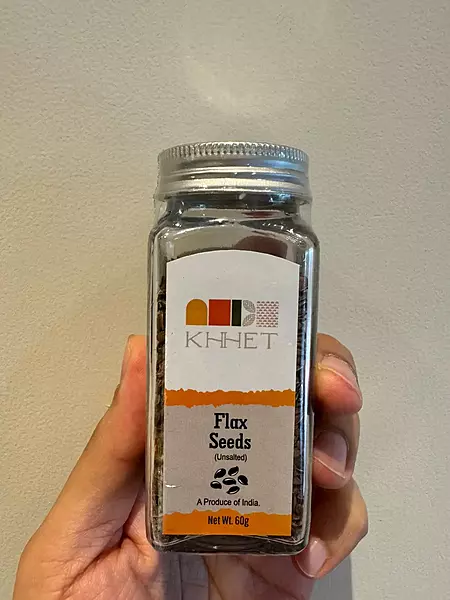 KHHET
Flax
Seeds
(Unsalted)
A Produce of India.
Net Wt. 60g